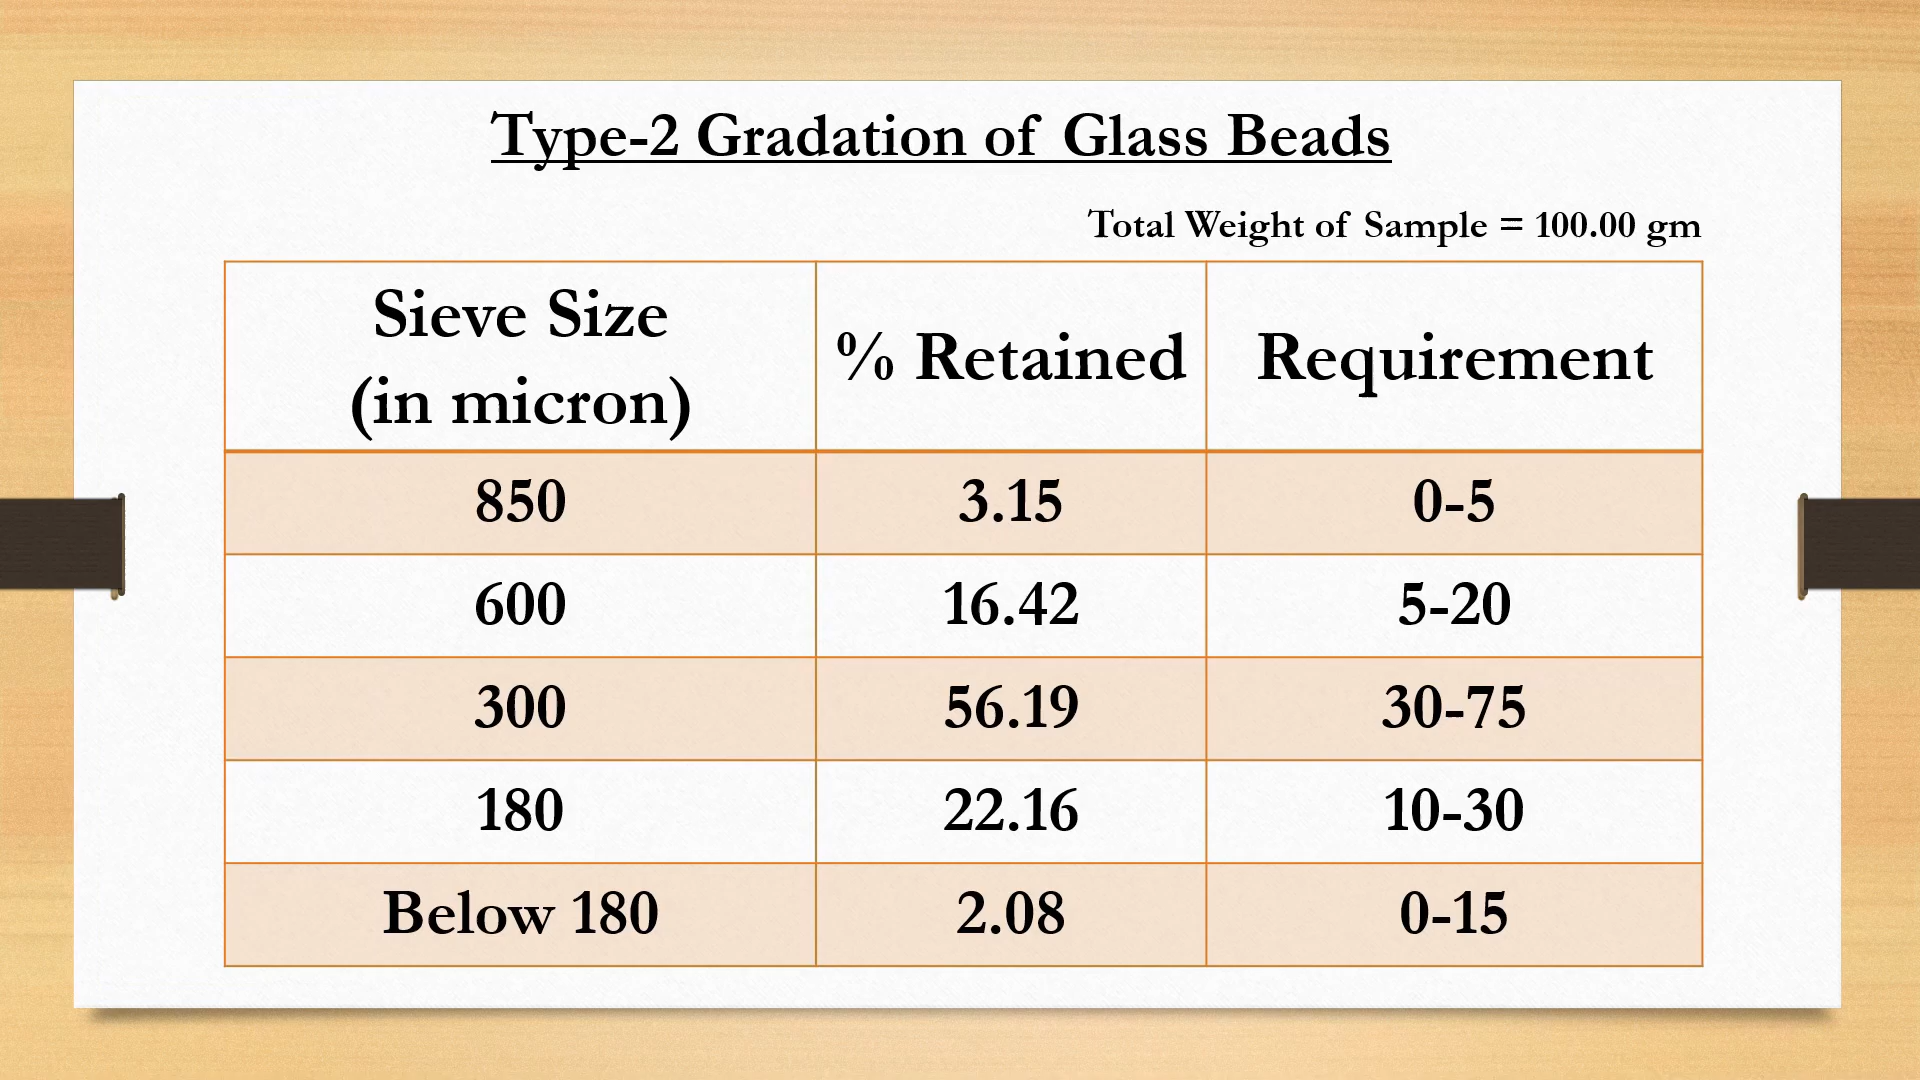 Type-2 Gradation of Glass Beads
Total Weight of Sample = 100.00 gm
Sieve Size
(in micron)
% Retained
Requirement
850 3.15 0-5
600 16.42 5-20
300 56.19 30-75
180 22.16 10-30
Below 180 2.08 0-15